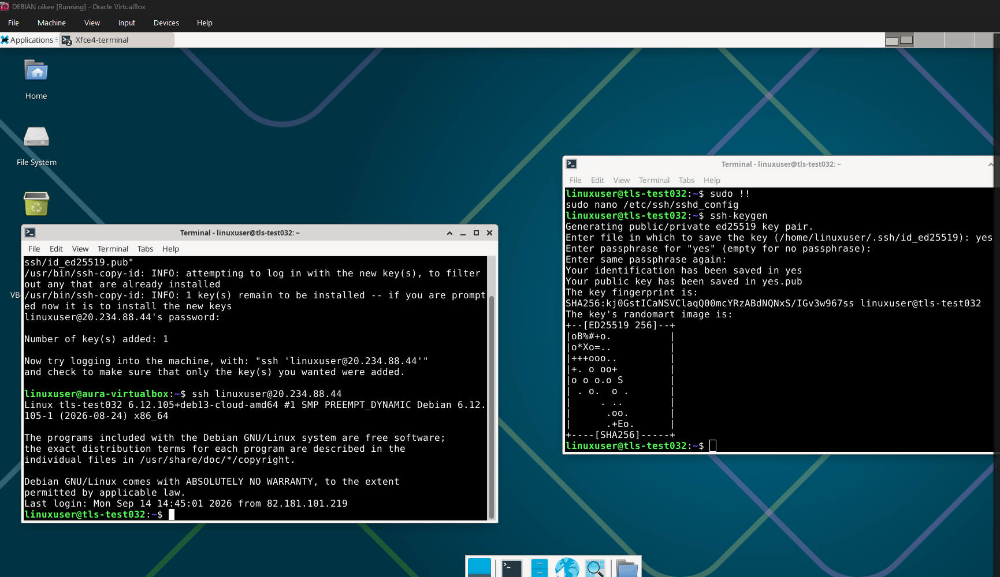 DEBIAN oikee [Running] - Oracle VirtualBox
File Machine View Input Devices Help
Applications Xfce4-terminal
2
Home
File System
VB
Terminal - linuxuser@tls-test032: ~
File Edit View Terminal Tabs Help
ssh/id_ed25519.pub"
/usr/bin/ssh-copy-id: INFO: attempting to log in with the new key(s), to filter
out any that are already installed
/usr/bin/ssh-copy-id: INFO: 1 key(s) remain to be installed -- if you are prompt
ed now it is to install the new keys
linuxuser@20.234.88.44's password:
Number of key(s) added: 1
Now try logging into the machine, with: "ssh 'linuxuser@20.234.88.44'"
and check to make sure that only the key(s) you wanted were added.
linuxuser@aura-virtualbox:~$ ssh linuxuser@20.234.88.44
Linux tls-test032 6.12.105+deb13-cloud-amd64 #1 SMP PREEMPT_DYNAMIC Debian 6.12.
105-1 (2026-08-24) x86_64
The programs included with the Debian GNU/Linux system are free software;
the exact distribution terms for each program are described in the
individual files in /usr/share/doc/*/copyright.
Debian GNU/Linux comes with ABSOLUTELY NO WARRANTY, to the extent
permitted by applicable law.
Last login: Mon Sep 14 14:45:01 2026 from 82.181.101.219
linuxuser@tls-test032:~$
Terminal - linuxuser@tls-test032: ~
File Edit View Terminal Tabs Help
linuxuser@tls-test032:~$ sudo !!
sudo nano /etc/ssh/sshd_config
linuxuser@tls-test032:~$ ssh-keygen
Generating public/private ed25519 key pair.
Enter file in which to save the key (/home/linuxuser/.ssh/id_ed25519): yes
Enter passphrase for "yes" (empty for no passphrase):
Enter same passphrase again:
Your identification has been saved in yes
Your public key has been saved in yes.pub
The key fingerprint is:
SHA256:kj0GstICaNSVClaqQ00mcYRzABdNQNxS/IGv3w967ss linuxuser@tls-test032
The key's randomart image is:
+--[ED25519 256]--+
|oB%#+o.          |
|o*Xo=..          |
|+++ooo..         |
|+. o oo+         |
|o o o.o S        |
| . o.  o .       |
|     . ..        |
|      .oo.       |
|      .+Eo.      |
+----[SHA256]-----+
linuxuser@tls-test032:~$